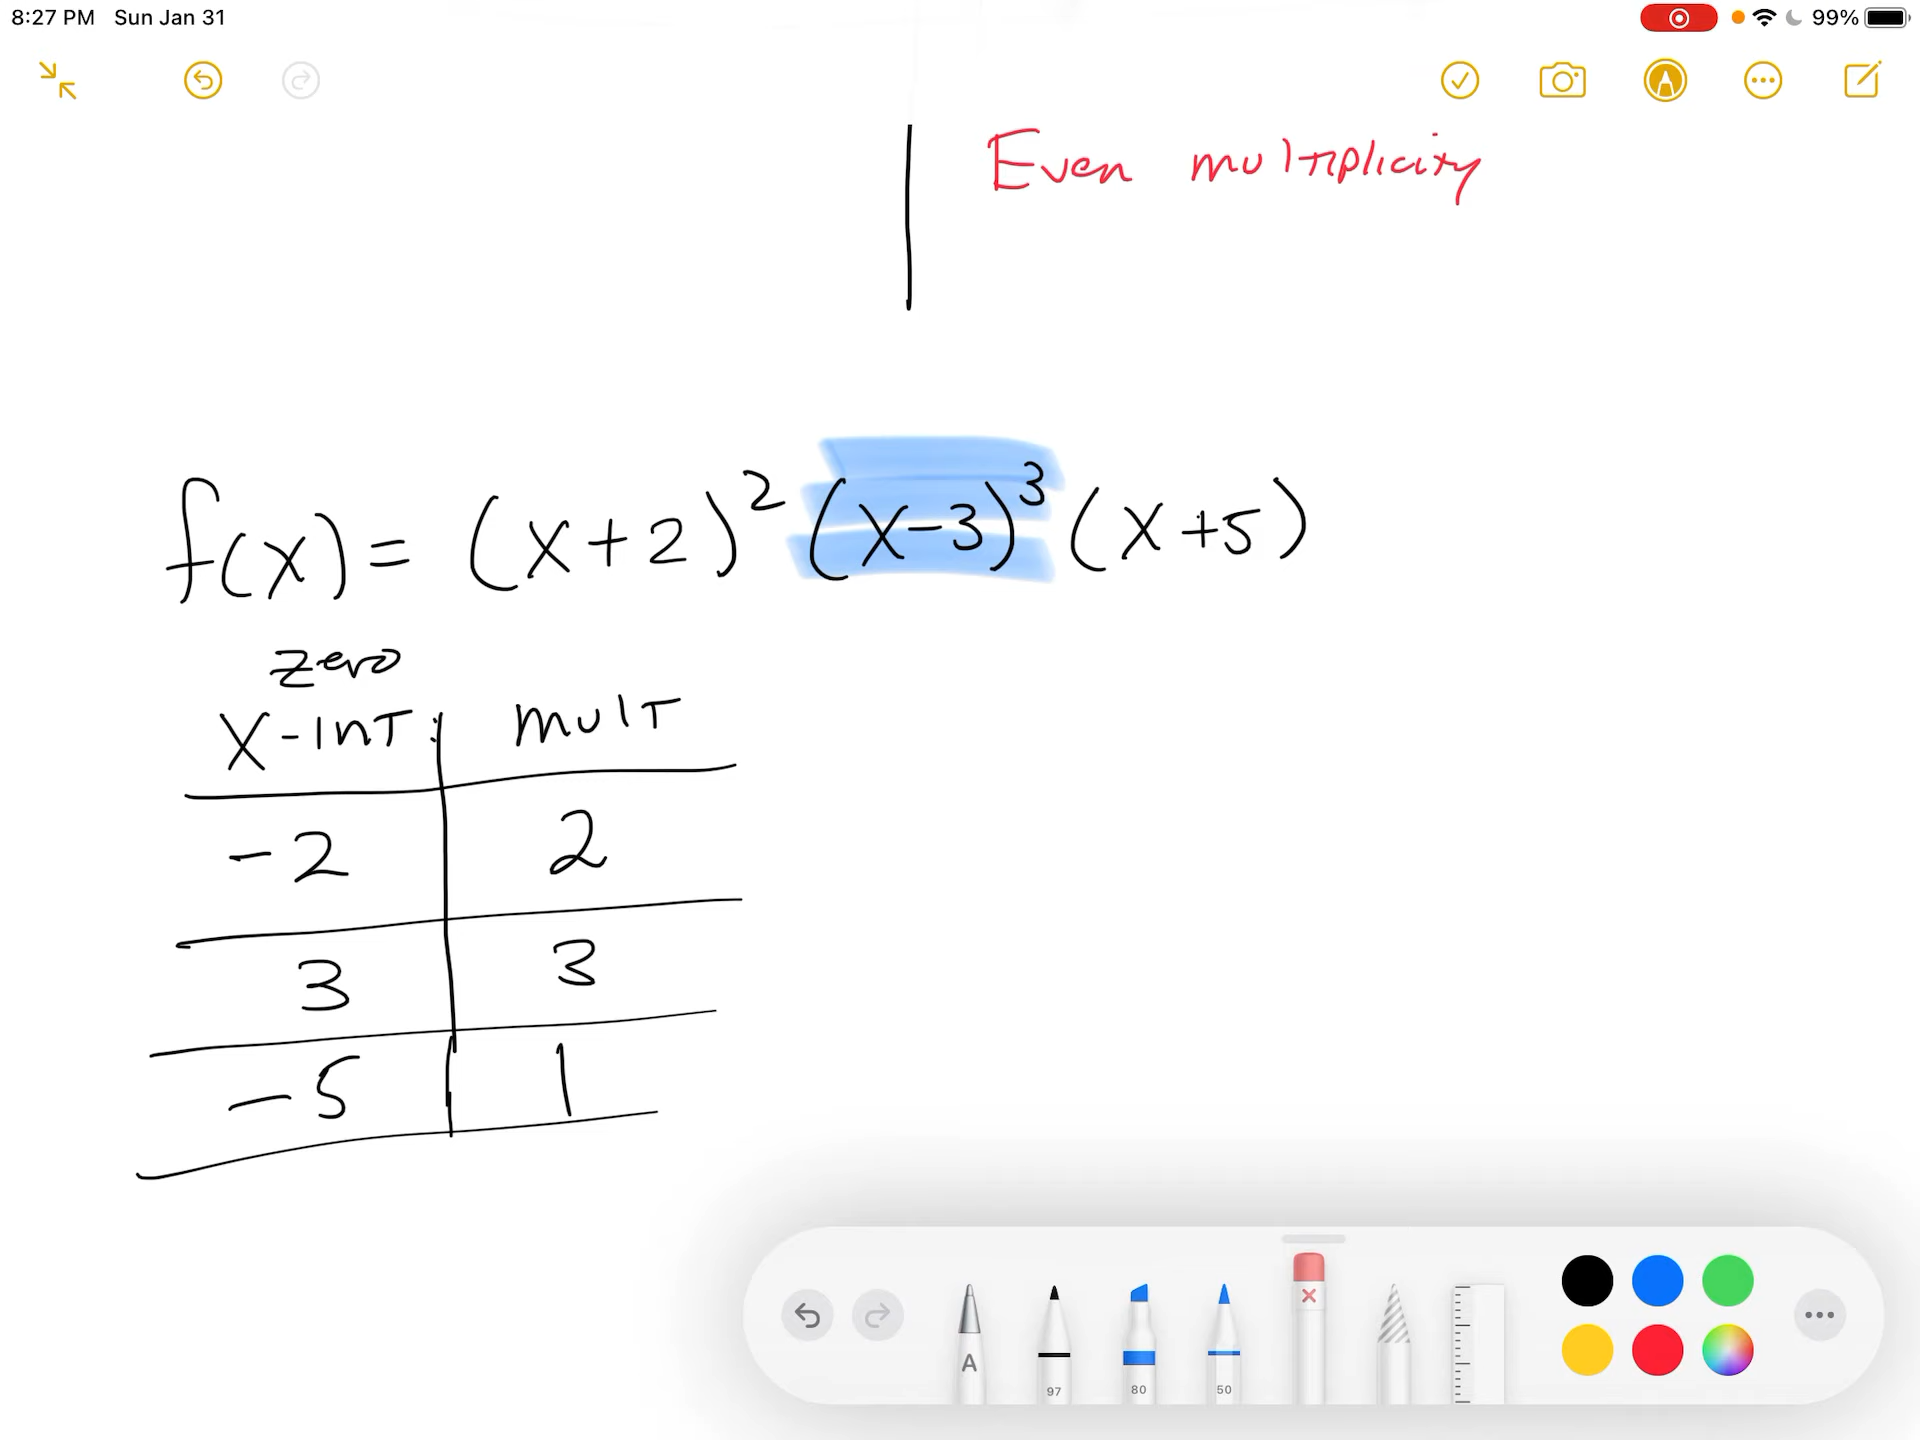 8:27 PM Sun Jan 31
99%
Even multiplicity
f(x) = (x+2)² (x-3)³ (x+5)
zero
x-int: mult
-2 2
3 3
-5 1
A 97 80 50